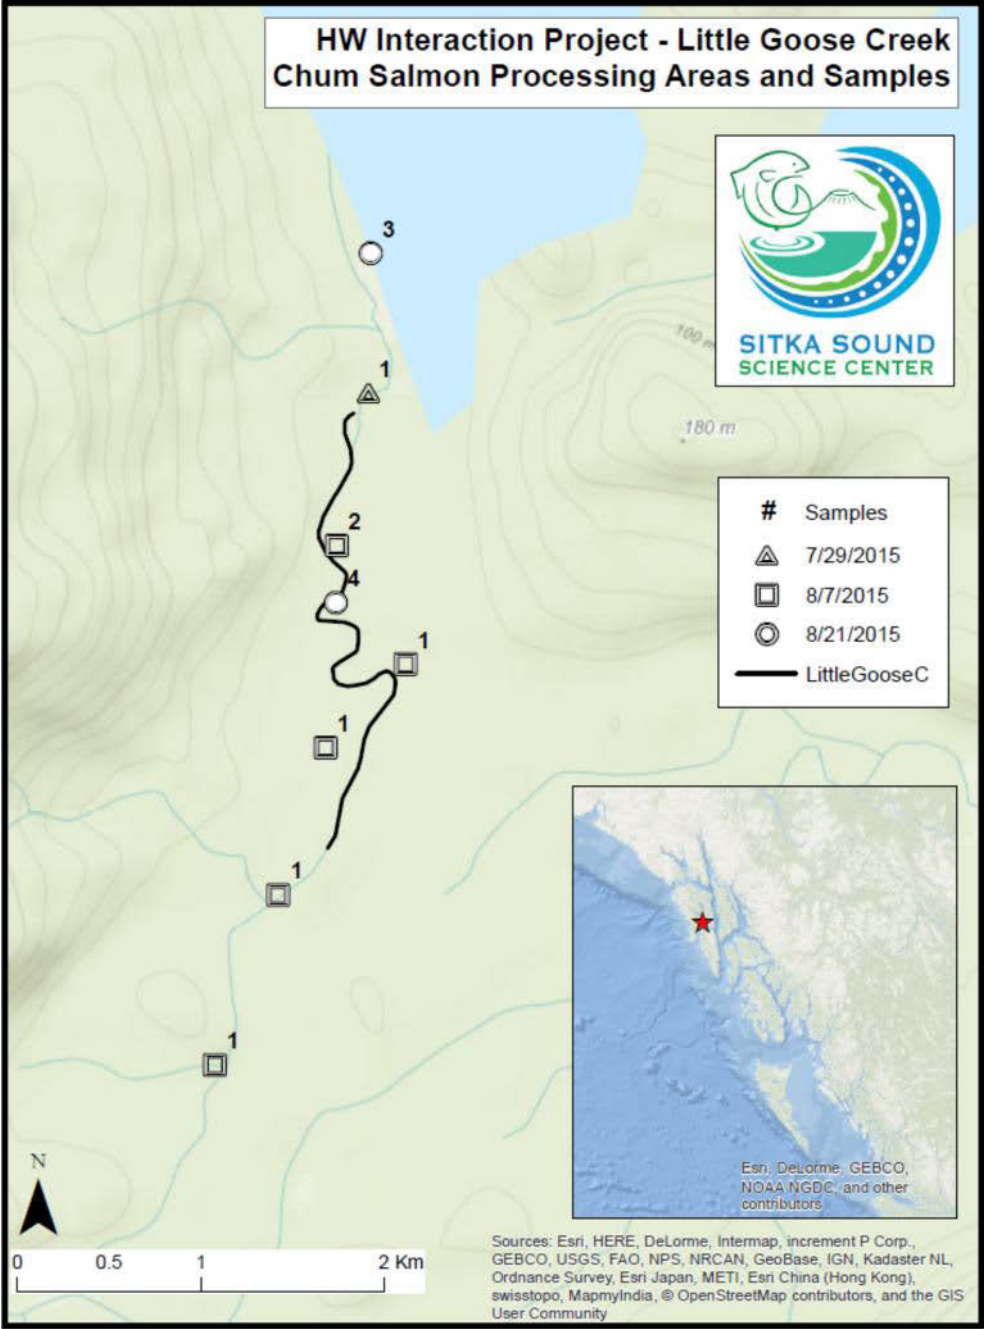 HW Interaction Project - Little Goose Creek
Chum Salmon Processing Areas and Samples
SITKA SOUND
SCIENCE CENTER
3
100 m
1
180 m
# Samples
2
7/29/2015
4
8/7/2015
8/21/2015
1
LittleGooseC
1
1
1
Esri, DeLorme, GEBCO,
NOAA NGDC, and other
contributors
N
0 0.5 1 2 Km
Sources: Esri, HERE, DeLorme, Intermap, increment P Corp.,
GEBCO, USGS, FAO, NPS, NRCAN, GeoBase, IGN, Kadaster NL,
Ordnance Survey, Esri Japan, METI, Esri China (Hong Kong),
swisstopo, MapmyIndia, © OpenStreetMap contributors, and the GIS
User Community